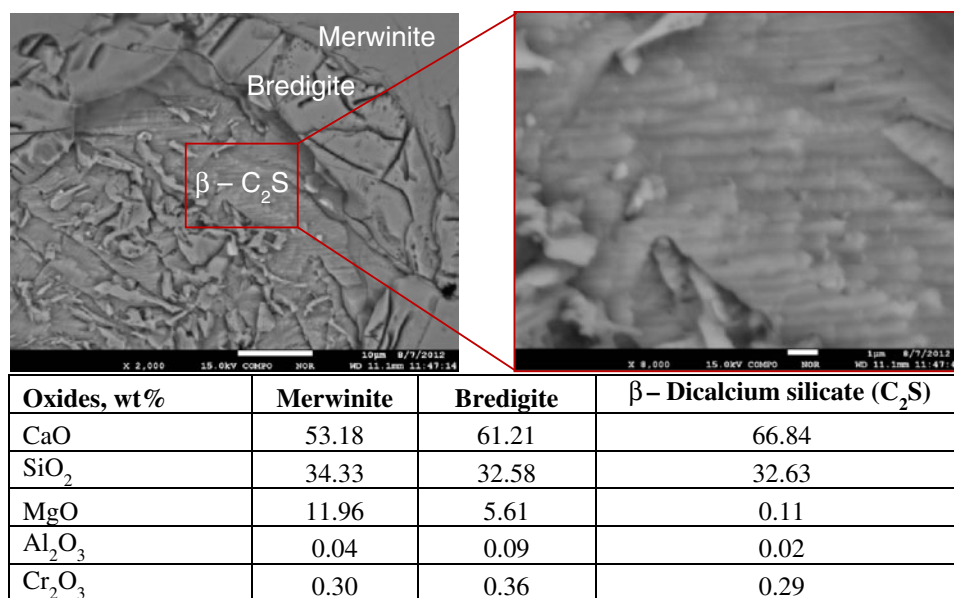 Merwinite
Bredigite
β – C₂S
10μm 8/7/2012
X 2,000 15.0kV COMPO NOR WD 11.1mm 11:47:14
1μm 8/7/2012
X 8,000 15.0kV COMPO NOR WD 11.1mm 11:47:14
Oxides, wt% Merwinite Bredigite β – Dicalcium silicate (C₂S)
CaO 53.18 61.21 66.84
SiO₂ 34.33 32.58 32.63
MgO 11.96 5.61 0.11
Al₂O₃ 0.04 0.09 0.02
Cr₂O₃ 0.30 0.36 0.29